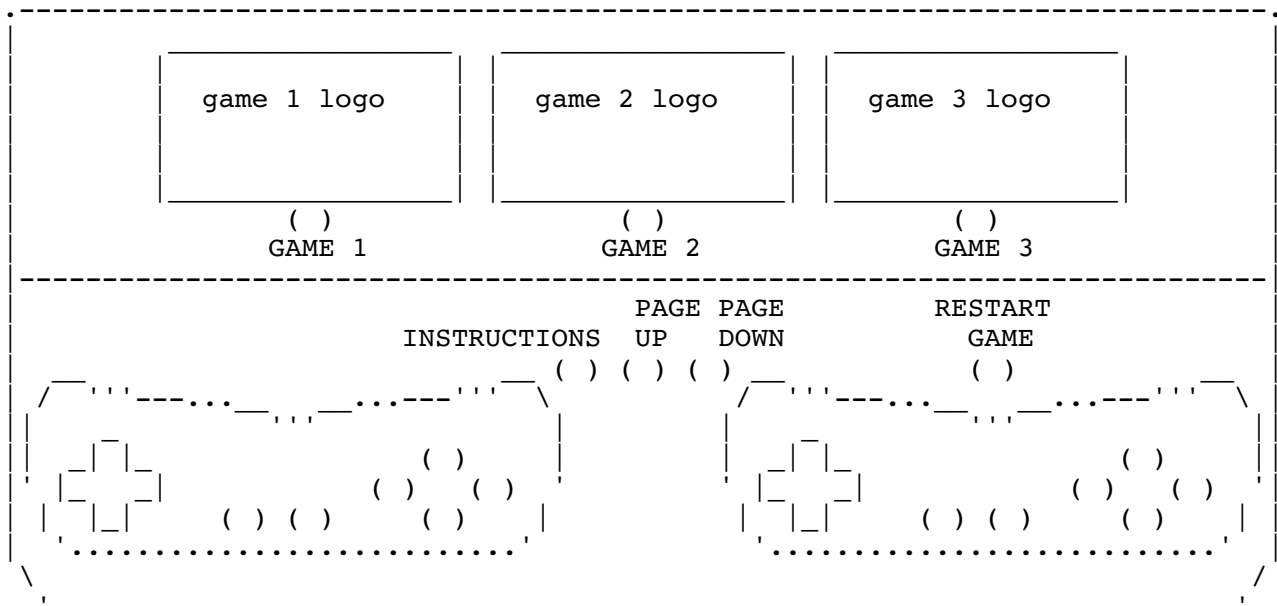 game 1 logo game 2 logo game 3 logo
GAME 1 GAME 2 GAME 3
PAGE PAGE RESTART
INSTRUCTIONS UP DOWN GAME